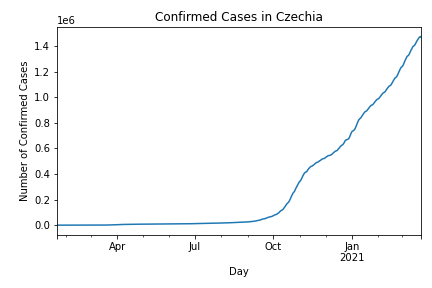 Confirmed Cases in Czechia
1e6
1.4
1.2
1.0
0.8
0.6
0.4
0.2
0.0
Number of Confirmed Cases
Apr
Jul
Oct
Jan
2021
Day